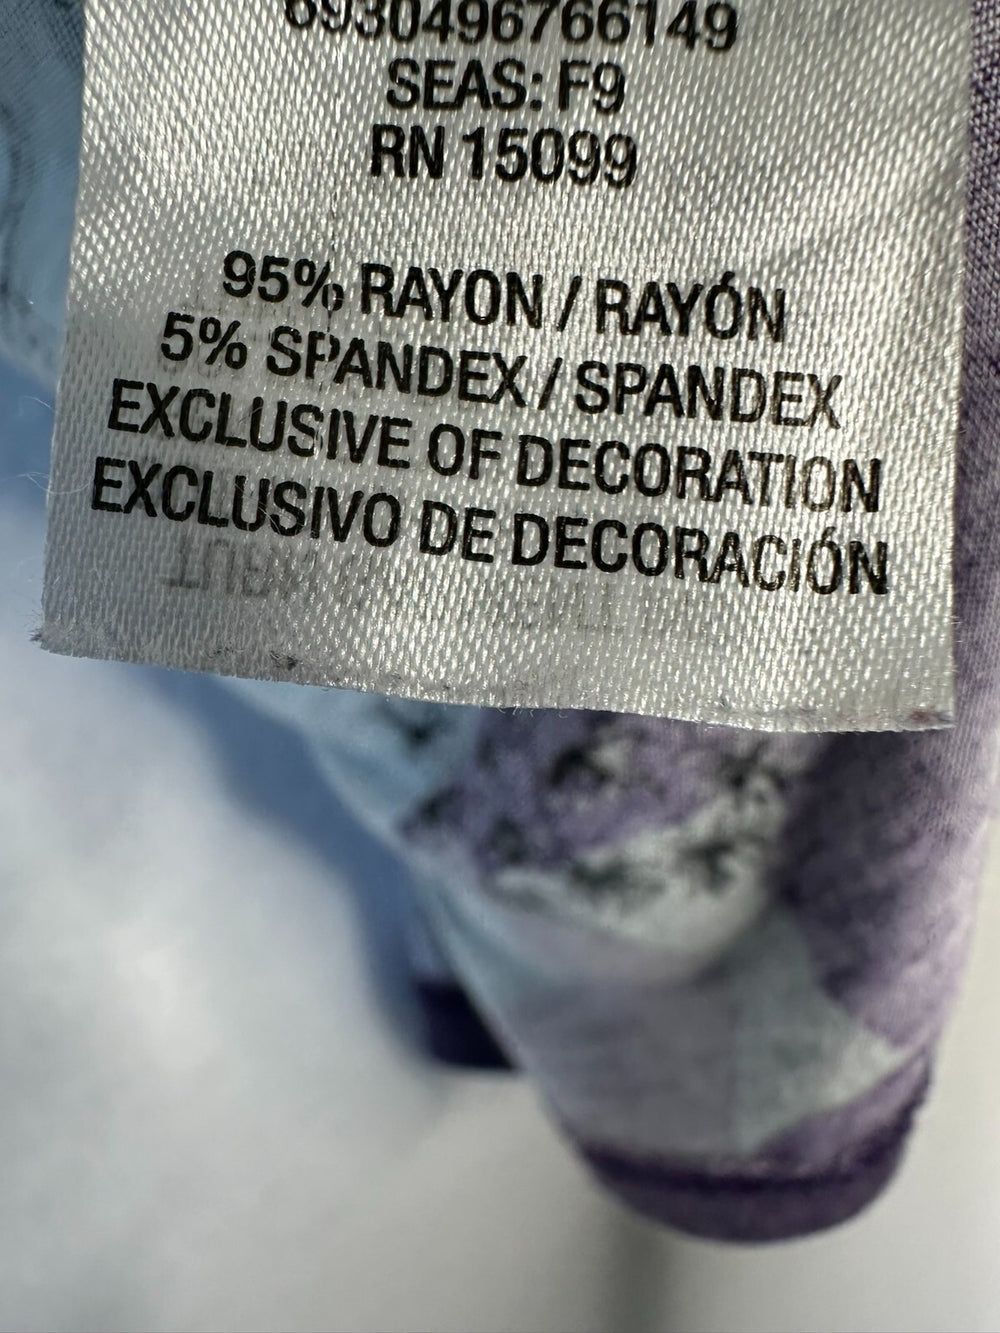 6930496766149
SEAS: F9
RN 15099
95% RAYON / RAYÓN
5% SPANDEX / SPANDEX
EXCLUSIVE OF DECORATION
EXCLUSIVO DE DECORACIÓN